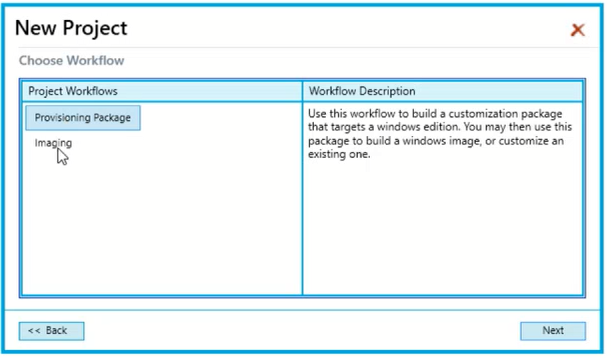 New Project
Choose Workflow
Project Workflows
Workflow Description
Provisioning Package
Imaging
Use this workflow to build a customization package
that targets a windows edition. You may then use this
package to build a windows image, or customize an
existing one.
<< Back
Next